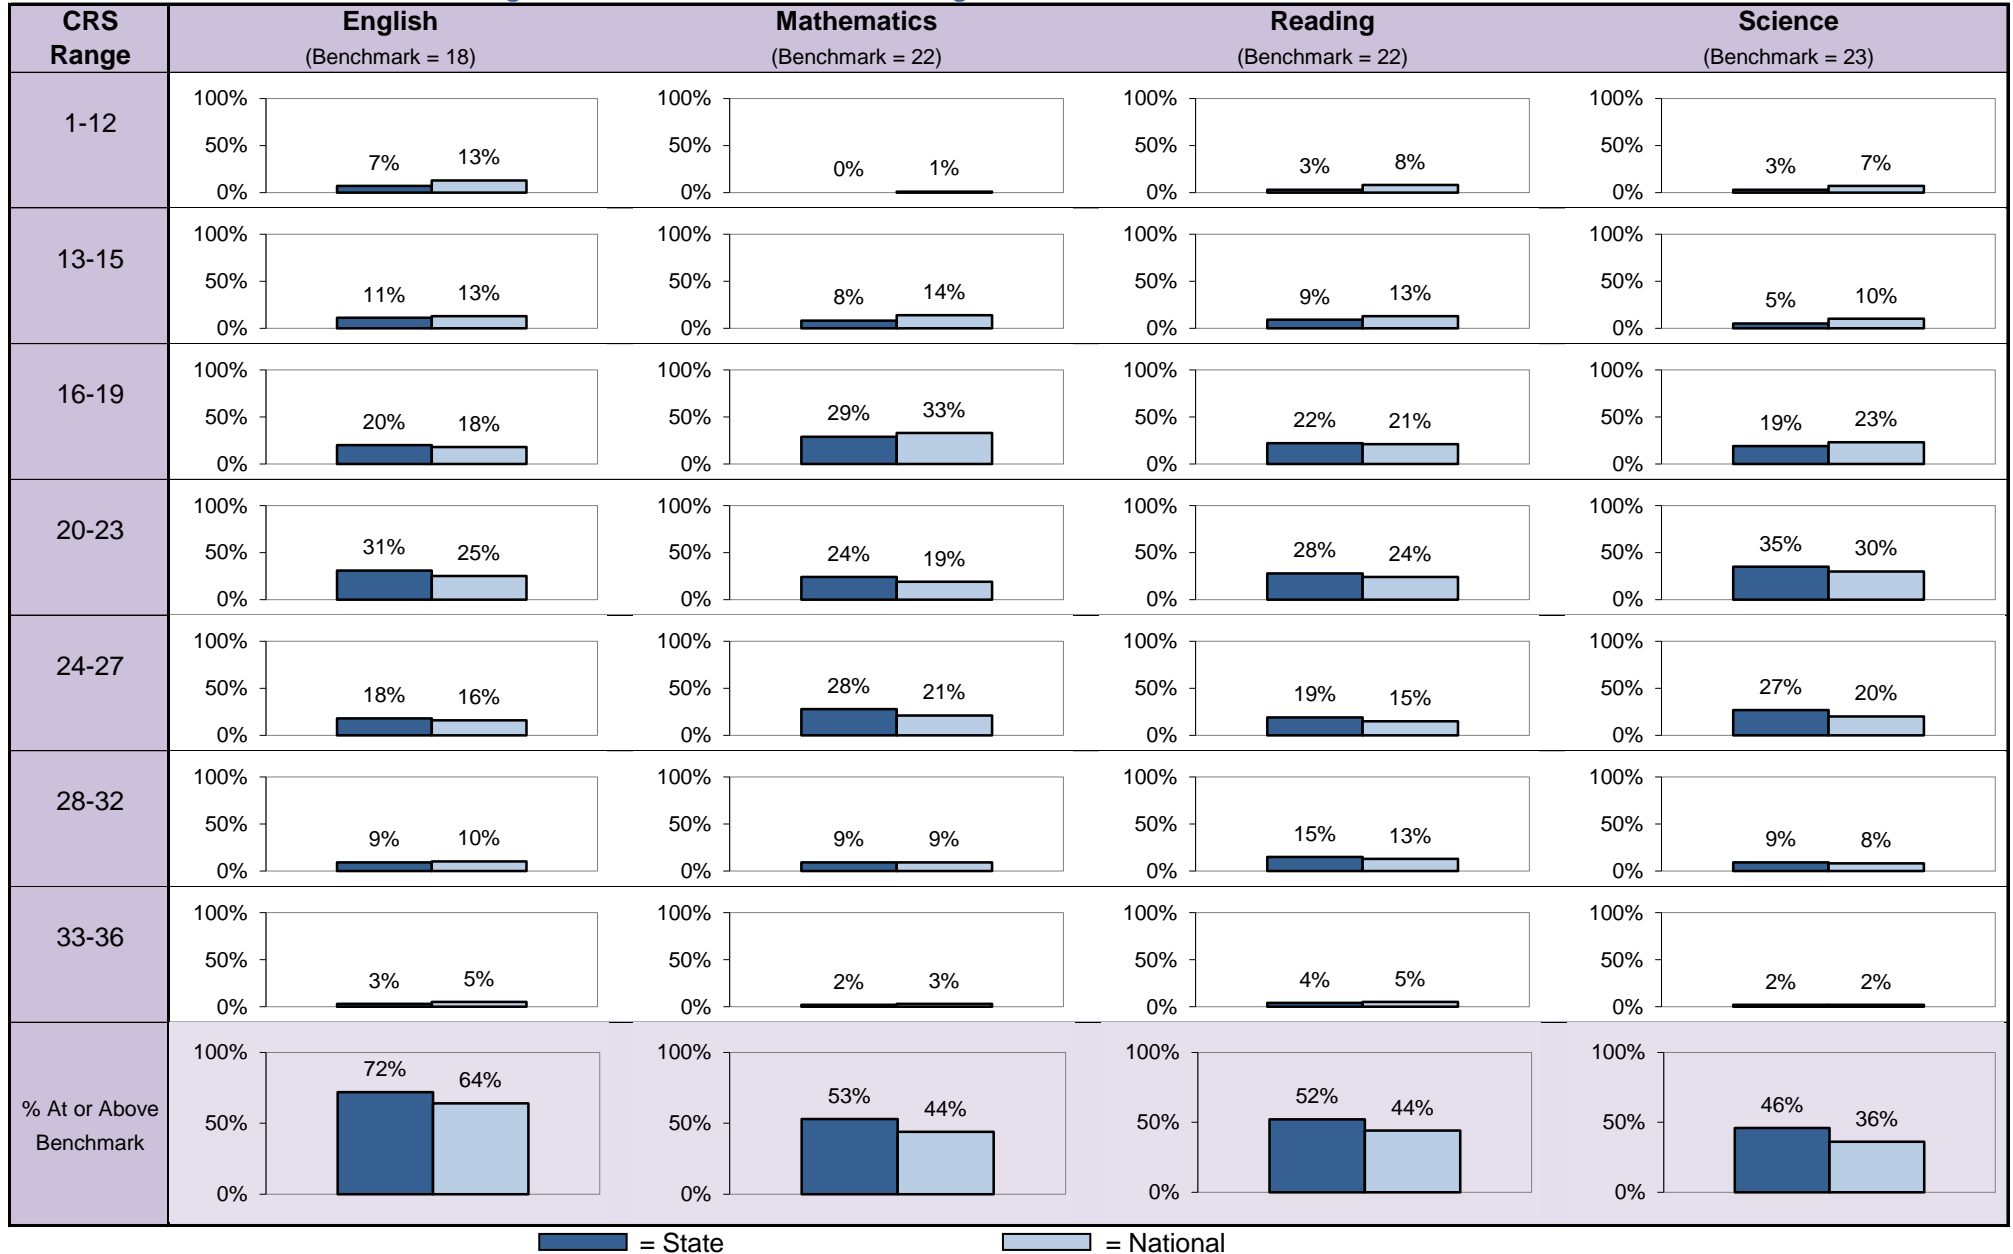 CRS Range
English
Mathematics
Reading
Science
(Benchmark = 18)
(Benchmark = 22)
(Benchmark = 22)
(Benchmark = 23)
1-12
100% 50% 0% 7% 13%
100% 50% 0% 0% 1%
100% 50% 0% 3% 8%
100% 50% 0% 3% 7%
13-15
100% 50% 0% 11% 13%
100% 50% 0% 8% 14%
100% 50% 0% 9% 13%
100% 50% 0% 5% 10%
16-19
100% 50% 0% 20% 18%
100% 50% 0% 29% 33%
100% 50% 0% 22% 21%
100% 50% 0% 19% 23%
20-23
100% 50% 0% 31% 25%
100% 50% 0% 24% 19%
100% 50% 0% 28% 24%
100% 50% 0% 35% 30%
24-27
100% 50% 0% 18% 16%
100% 50% 0% 28% 21%
100% 50% 0% 19% 15%
100% 50% 0% 27% 20%
28-32
100% 50% 0% 9% 10%
100% 50% 0% 9% 9%
100% 50% 0% 15% 13%
100% 50% 0% 9% 8%
33-36
100% 50% 0% 3% 5%
100% 50% 0% 2% 3%
100% 50% 0% 4% 5%
100% 50% 0% 2% 2%
% At or Above
Benchmark
100% 50% 0% 72% 64%
100% 50% 0% 53% 44%
100% 50% 0% 52% 44%
100% 50% 0% 46% 36%
= State
= National